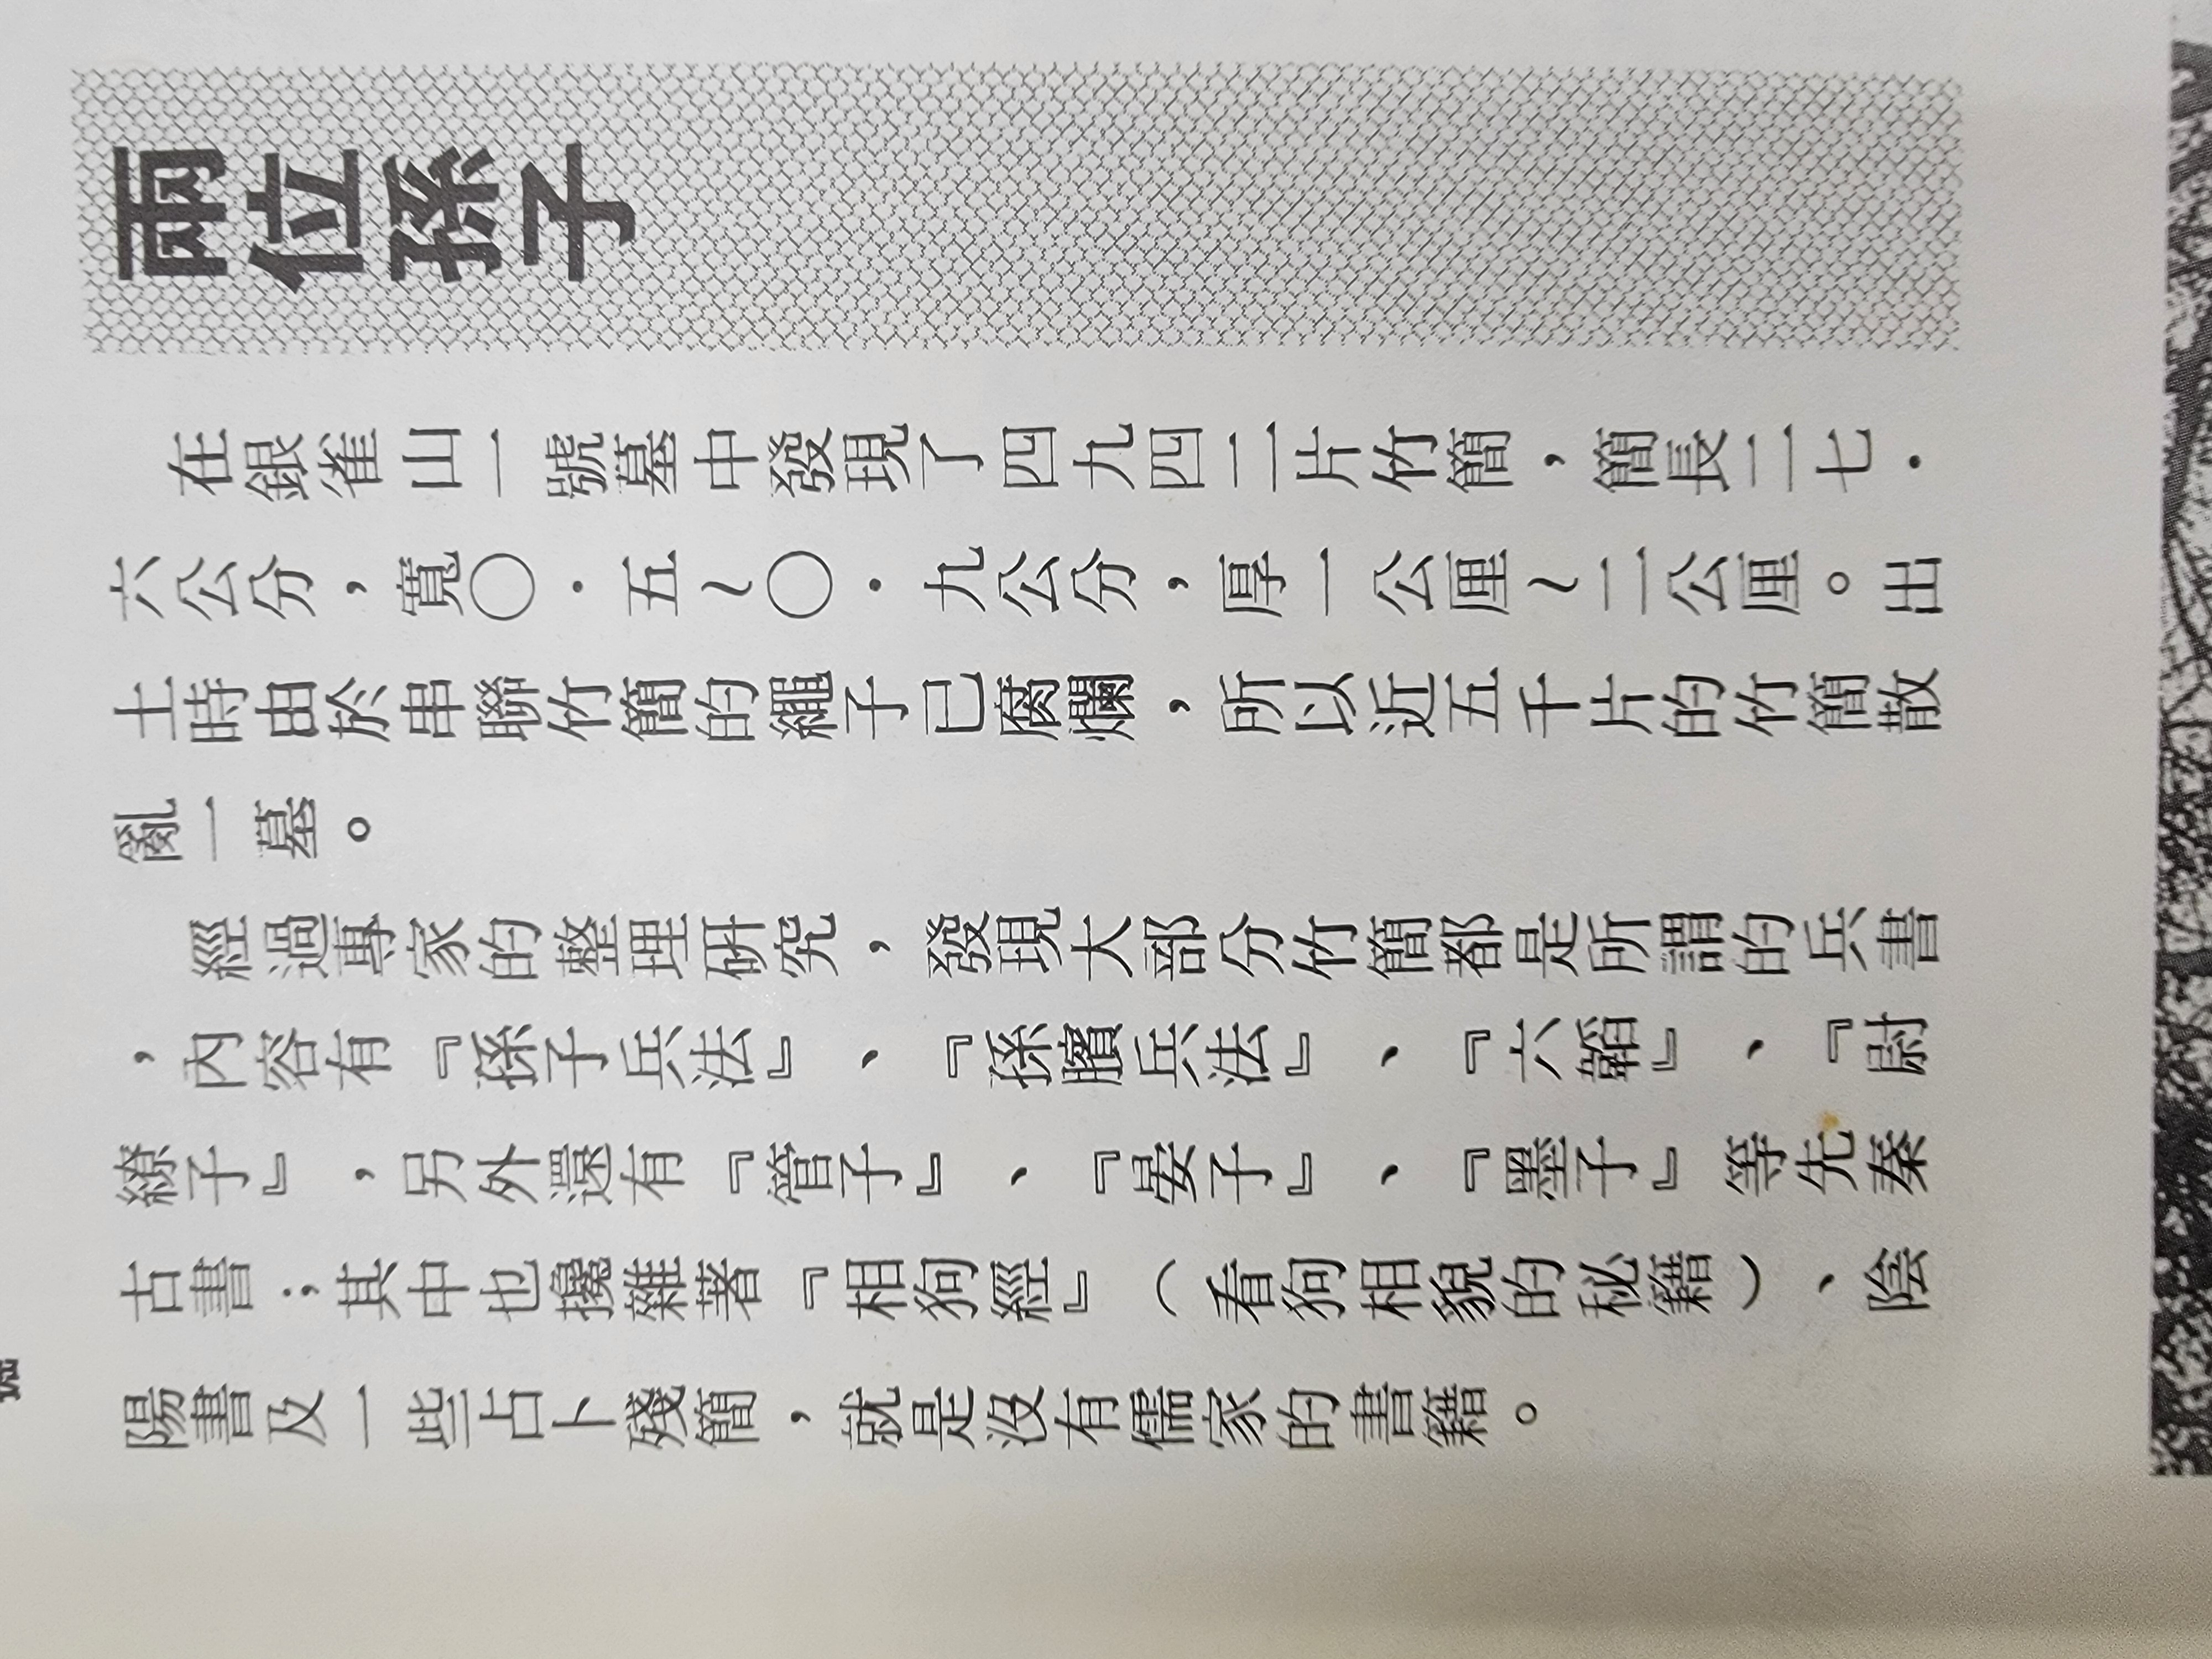 兩位孫子
在銀雀山一號墓中發現了四九四二片竹簡，簡長二七．
六公分，寬〇．五～〇．九公分，厚一公厘～二公厘。出
土時由於串聯竹簡的繩子已腐爛，所以近五千片的竹簡散
亂一墓。
經過專家的整理研究，發現大部分竹簡都是所謂的兵書
，內容有『孫子兵法』、『孫臏兵法』、『六韜』、『尉
繚子』，另外還有『管子』、『晏子』、『墨子』等先秦
古書；其中也攙雜著『相狗經』（看狗相貌的秘籍）、陰
陽書及一些占卜殘簡，就是沒有儒家的書籍。